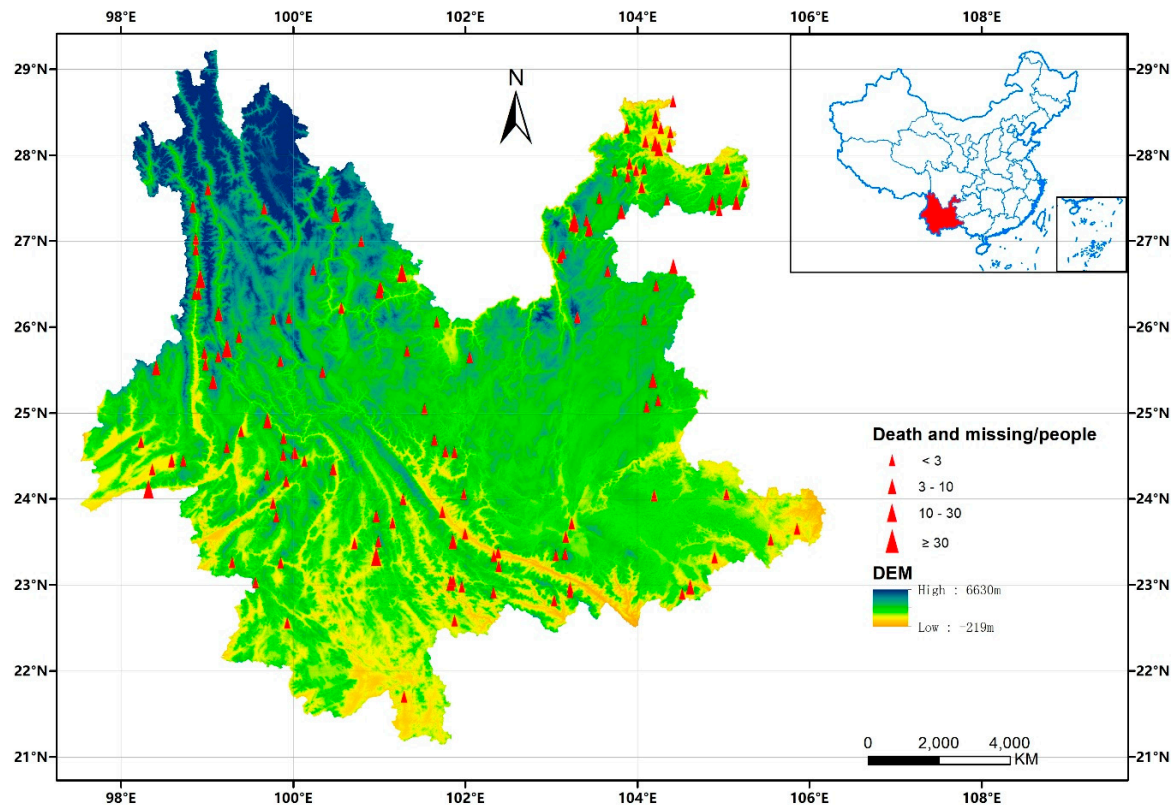 98°E 100°E 102°E 104°E 106°E 108°E
29°N 29°N
N
28°N 28°N
27°N 27°N
26°N 26°N
25°N 25°N
Death and missing/people
< 3
24°N 24°N
3 - 10
10 - 30
≥ 30
23°N 23°N
DEM
High : 6630m
Low : -219m
22°N 22°N
0 2,000 4,000
KM
21°N 21°N
98°E 100°E 102°E 104°E 106°E 108°E